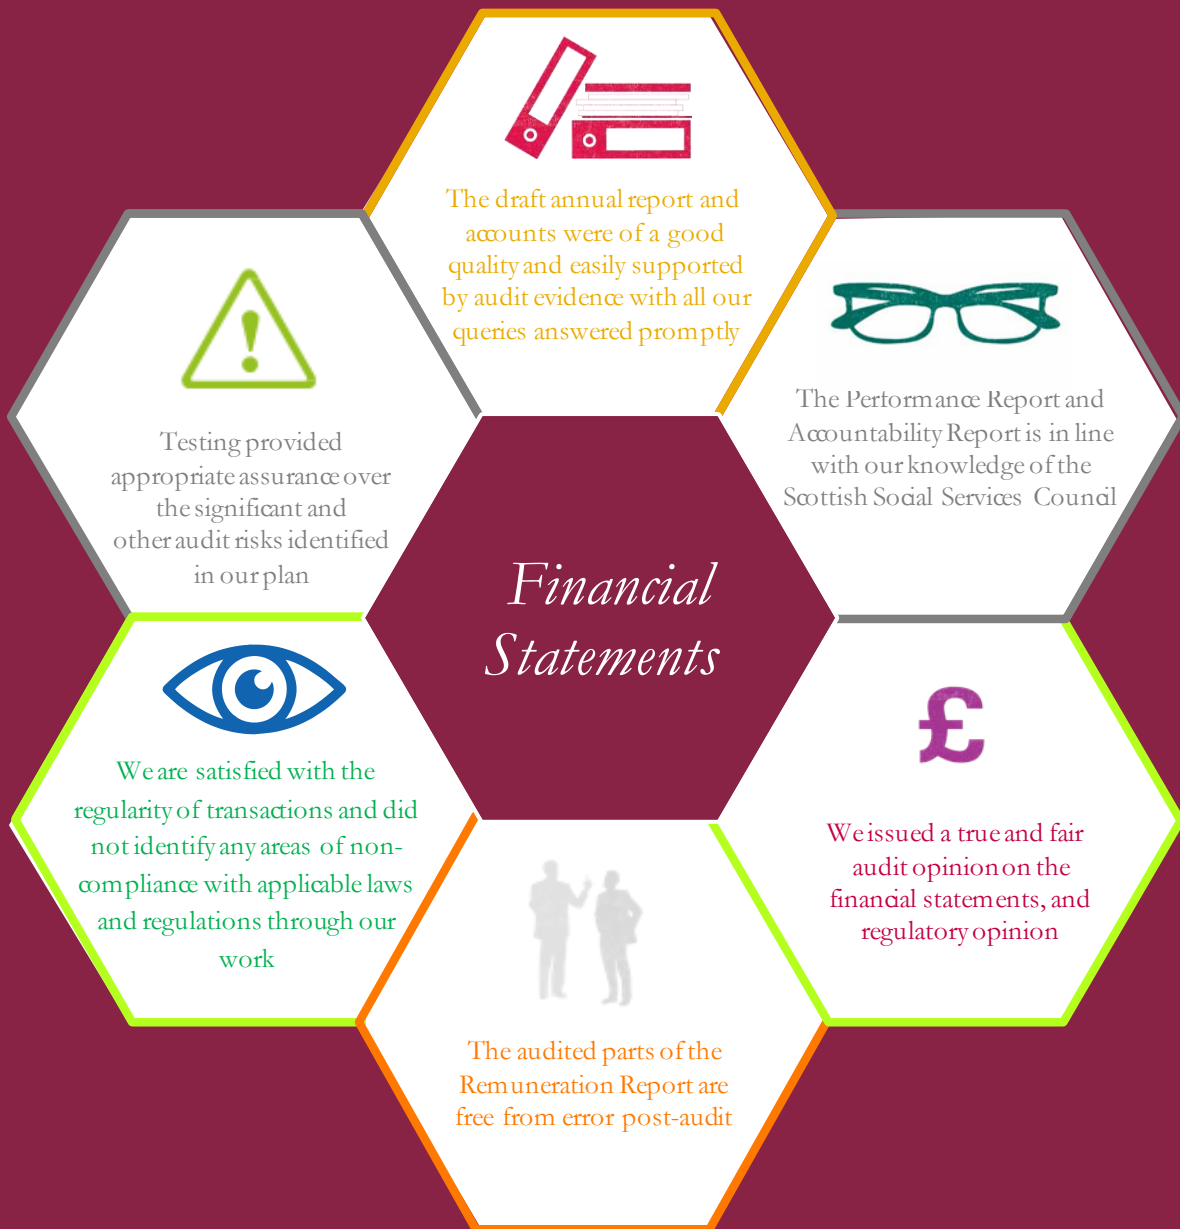 The draft annual report and
accounts were of a good
quality and easily supported
by audit evidence with all our
queries answered promptly
The Performance Report and
Accountability Report is in line
with our knowledge of the
Scottish Social Services Council
Testing provided
appropriate assurance over
the significant and
other audit risks identified
in our plan
Financial
Statements
We are satisfied with the
regularity of transactions and did
not identify any areas of non-
compliance with applicable laws
and regulations through our
work
£
We issued a true and fair
audit opinion on the
financial statements, and
regulatory opinion
The audited parts of the
Remuneration Report are
free from error post-audit